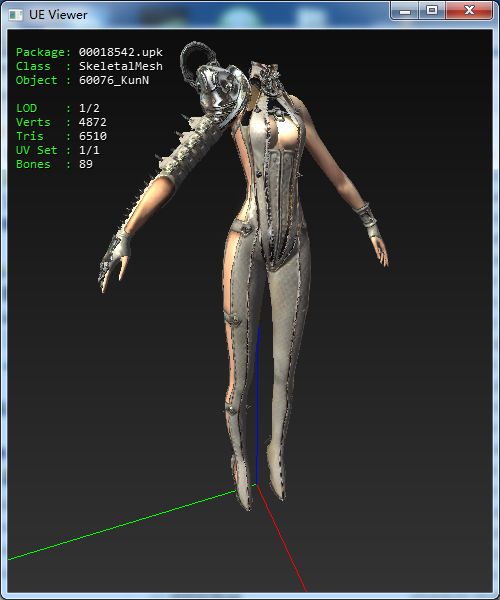 UE Viewer
Package: 00018542.upk
Class : SkeletalMesh
Object : 60076_KunN
LOD : 1/2
Verts : 4872
Tris : 6510
UV Set : 1/1
Bones : 89